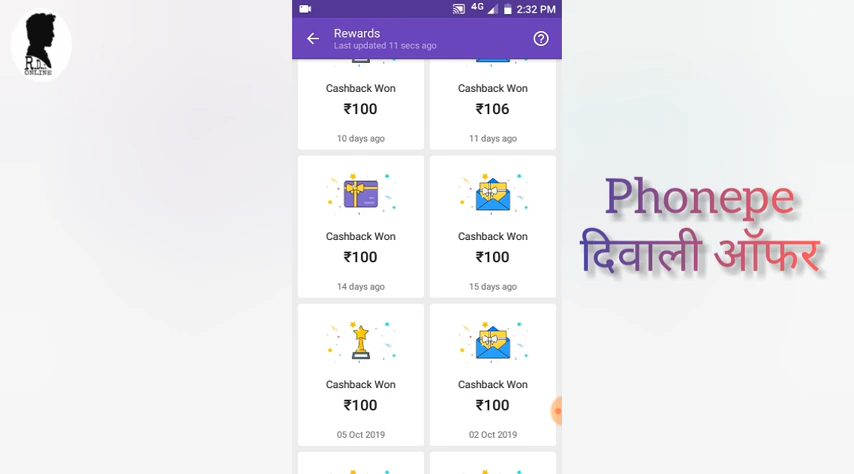 R.D.
ONLINE
4G 2:32 PM
Rewards
Last updated 11 secs ago
Cashback Won
₹100
10 days ago
Cashback Won
₹106
11 days ago
Cashback Won
₹100
14 days ago
Cashback Won
₹100
15 days ago
Cashback Won
₹100
05 Oct 2019
Cashback Won
₹100
02 Oct 2019
Phonepe
दिवाली ऑफर